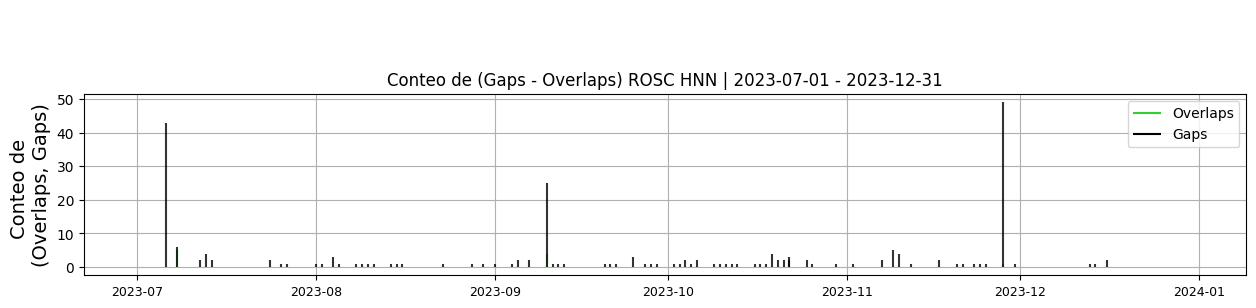 Conteo de (Gaps - Overlaps) ROSC HNN | 2023-07-01 - 2023-12-31
Conteo de
(Overlaps, Gaps)
50
40
30
20
10
0
Overlaps
Gaps
2023-07
2023-08
2023-09
2023-10
2023-11
2023-12
2024-01